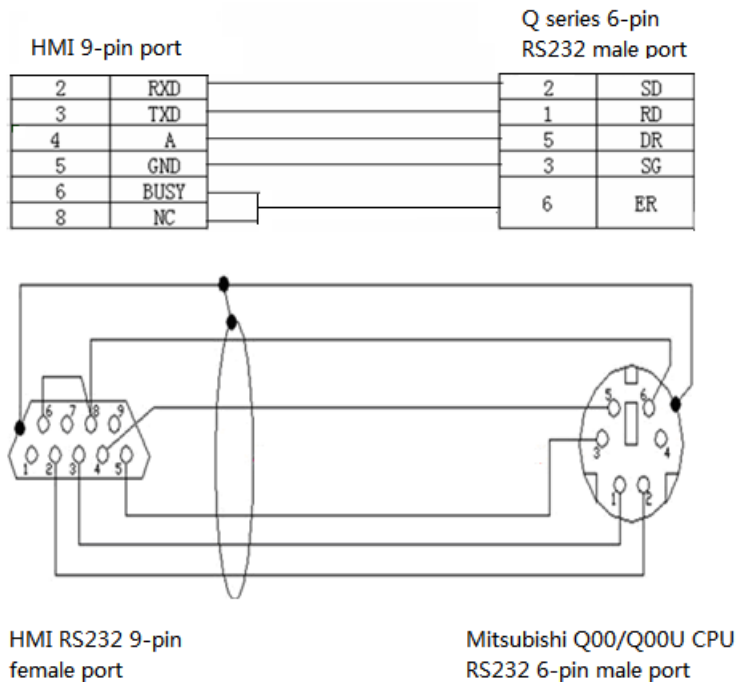 Q series 6-pin
HMI 9-pin port
RS232 male port
2 RXD 2 SD
3 TXD 1 RD
4 A 5 DR
5 GND 3 SG
6 BUSY
6 ER
8 NC
6 7 8 9
5 6
3 4
1 2 3 4 5
1 2
HMI RS232 9-pin
female port
Mitsubishi Q00/Q00U CPU
RS232 6-pin male port